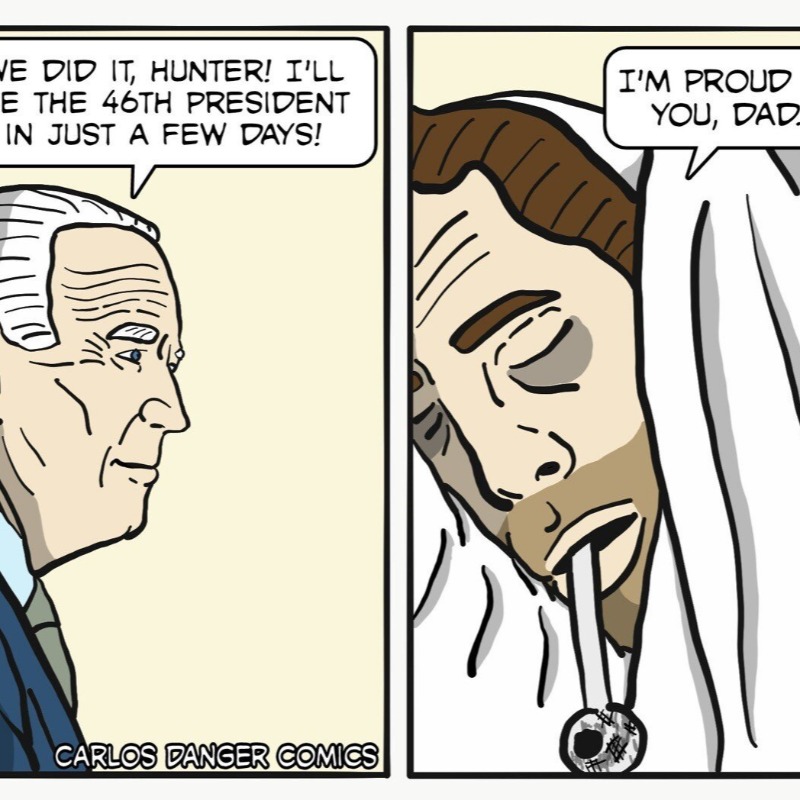 WE DID IT, HUNTER! I'LL
E THE 46TH PRESIDENT
IN JUST A FEW DAYS!
I'M PROUD
YOU, DAD.
CARLOS DANGER COMICS